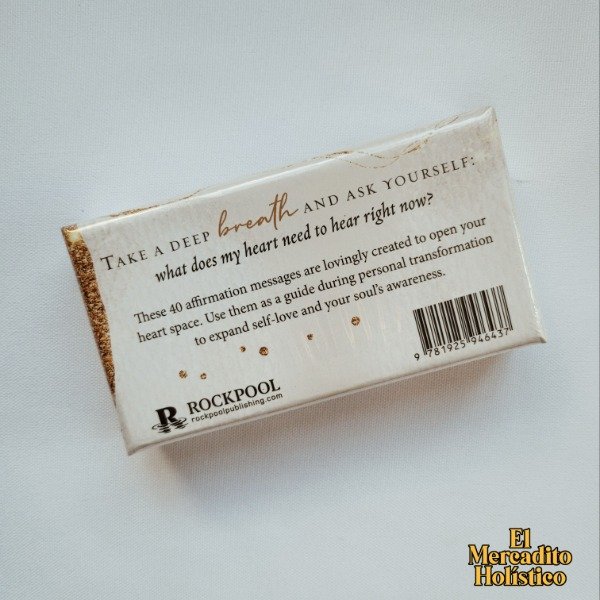 TAKE A DEEP breath AND ASK YOURSELF:
what does my heart need to hear right now?
These 40 affirmation messages are lovingly created to open your
heart space. Use them as a guide during personal transformation
to expand self-love and your soul's awareness.
9 781925 946437
R ROCKPOOL
rockpoolpublishing.com
El
Mercadito
Holístico